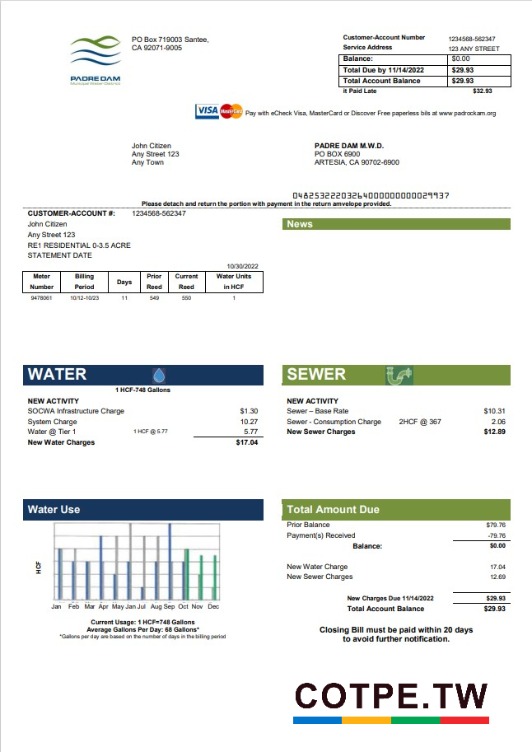 PADRE DAM
Municipal Water District
PO Box 719003 Santee,
CA 92071-9005
Customer-Account Number 1234568-562347
Service Address 123 ANY STREET
Balance: $0.00
Total Due by 11/14/2022 $29.93
Total Account Balance $29.93
it Paid Late $32.93
VISA MasterCard Pay with eCheck Visa, MasterCard or Discover Free paperless bils at www.padrockam.org
John Citizen
Any Street 123
Any Town
PADRE DAM M.W.D.
PO BOX 6900
ARTESIA, CA 90702-6900
Please detach and return the portion with payment in the return amvelope provided.
CUSTOMER-ACCOUNT #: 1234568-562347
John Citizen
Any Street 123
RE1 RESIDENTIAL 0-3.5 ACRE
STATEMENT DATE
10/30/2022
Meter Number Billing Period Days Prior Reed Current Reed Water Units in HCF
9478061 10/12-10/23 11 549 550 1
News
WATER
1 HCF-748 Gallons
NEW ACTIVITY
SOCWA Infrastructure Charge $1.30
System Charge 10.27
Water @ Tier 1 1 HCF @ 5.77 5.77
New Water Charges $17.04
SEWER
NEW ACTIVITY
Sewer – Base Rate $10.31
Sewer - Consumption Charge 2HCF @ 367 2.06
New Sewer Charges $12.89
Water Use
HCF
Jan Feb Mar Apr May Jan Jul Aug Sep Oct Nov Dec
Current Usage: 1 HCF=748 Gallons
Average Gallons Per Day: 68 Gallons*
*Gallons per day are based on the number of days in the billing period
Total Amount Due
Prior Balance $79.76
Payment(s) Received -79.76
Balance: $0.00
New Water Charge 17.04
New Sewer Charges 12.69
New Charges Due 11/14/2022 $29.93
Total Account Balance $29.93
Closing Bill must be paid within 20 days
to avoid further notification.
COTPE.TW